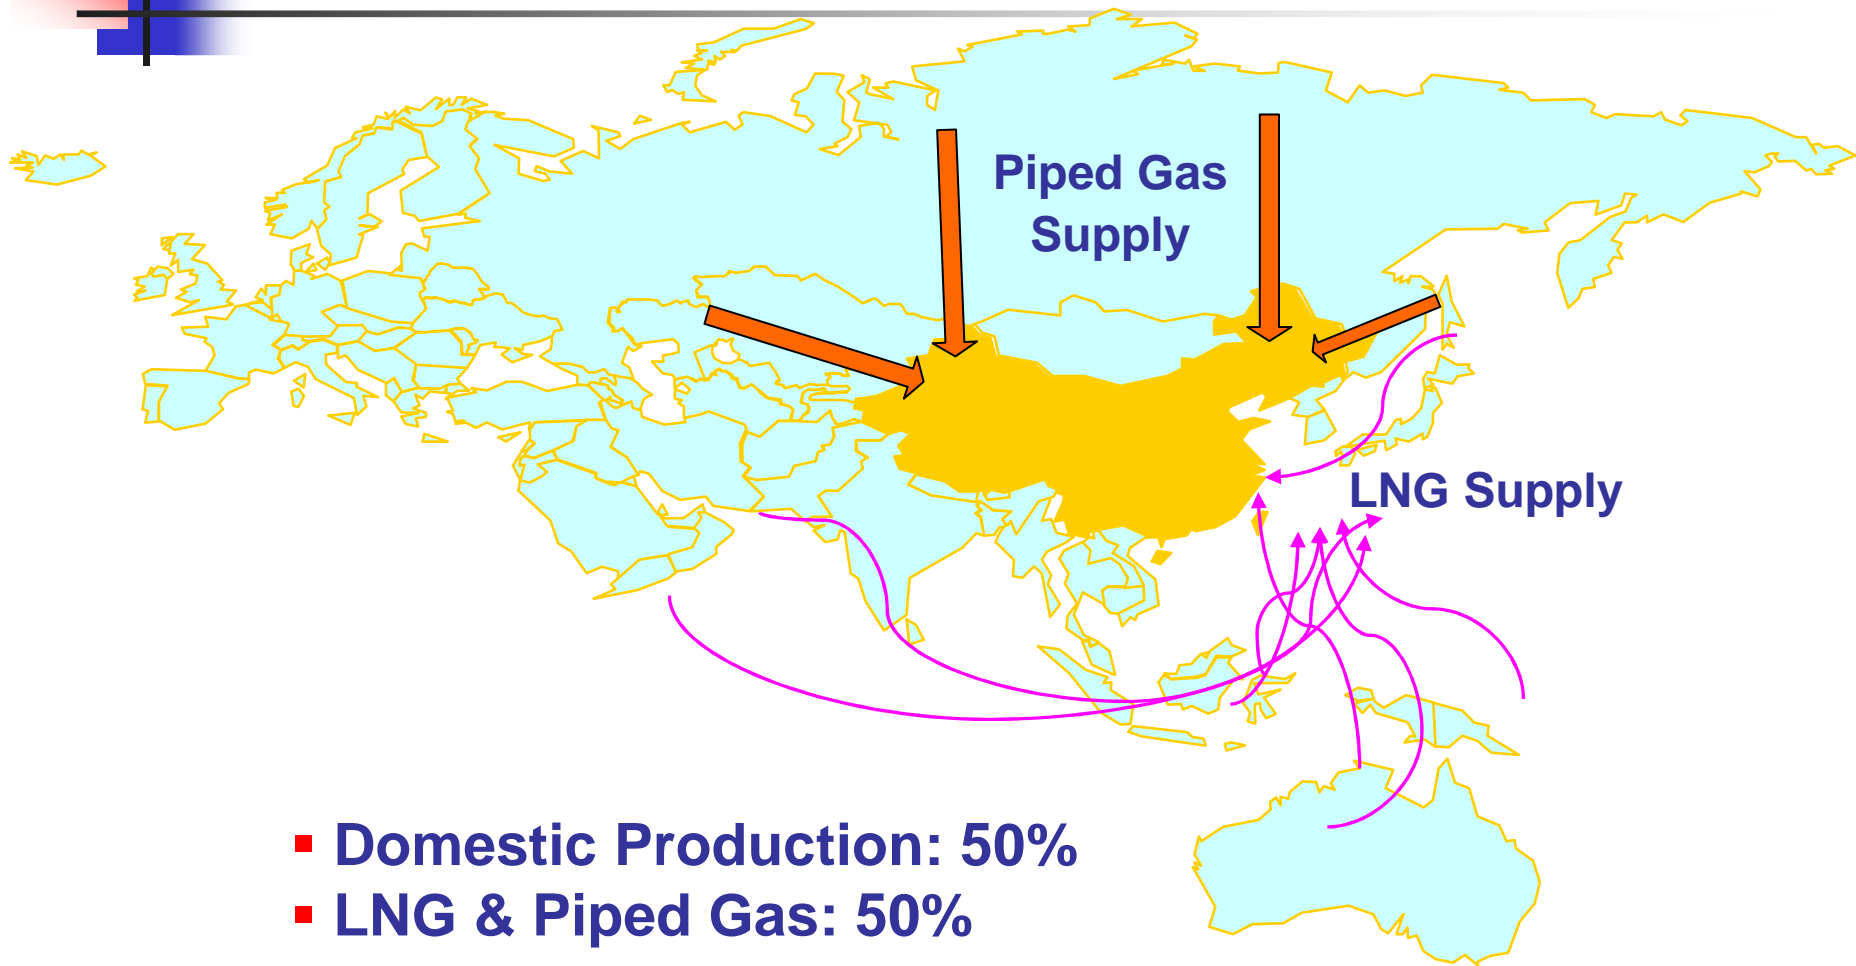 Piped Gas
Supply
LNG Supply
Domestic Production: 50%
LNG & Piped Gas: 50%